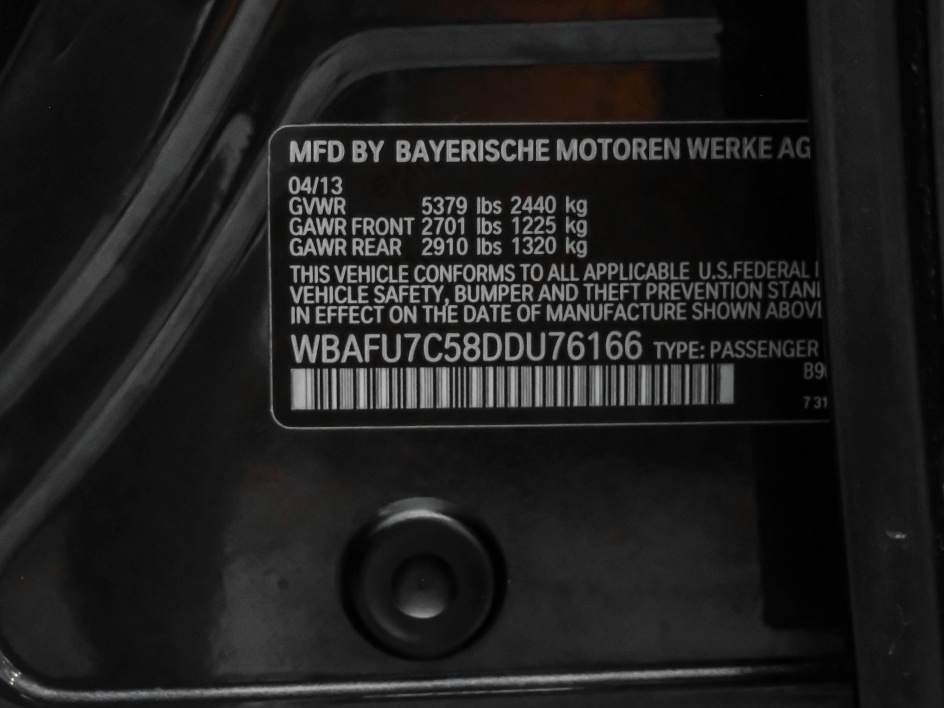 MFD BY BAYERISCHE MOTOREN WERKE AG
04/13
GVWR 5379 lbs 2440 kg
GAWR FRONT 2701 lbs 1225 kg
GAWR REAR 2910 lbs 1320 kg
THIS VEHICLE CONFORMS TO ALL APPLICABLE U.S.FEDERAL
VEHICLE SAFETY, BUMPER AND THEFT PREVENTION
IN EFFECT ON THE DATE OF MANUFACTURE SHOWN
WBAFU7C58DDU76166 TYPE: PASSENGER